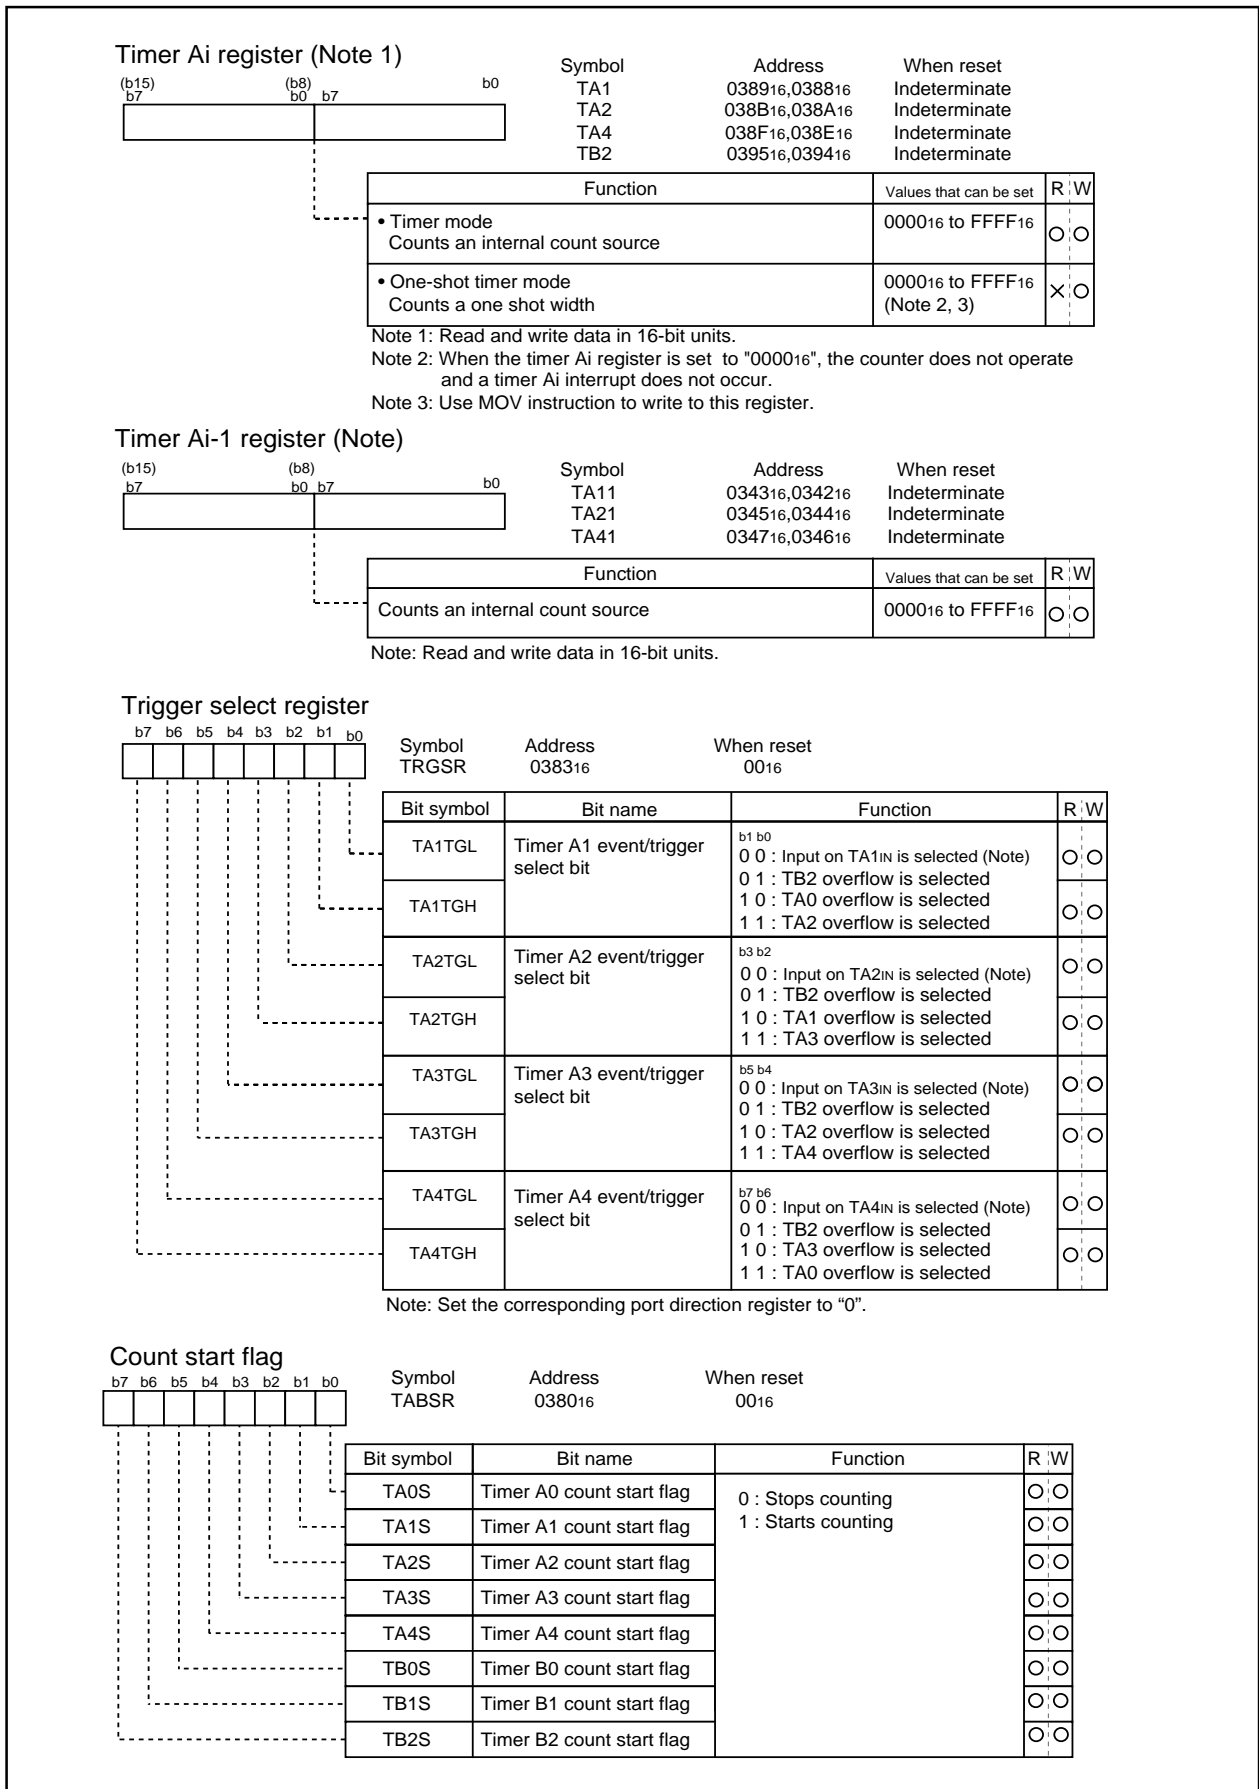 Timer Ai register (Note 1)
Symbol Address When reset
(b15) (b8)
b7 b0 b7 b0
TA1 038916,038816 Indeterminate
TA2 038B16,038A16 Indeterminate
TA4 038F16,038E16 Indeterminate
TB2 039516,039416 Indeterminate
Function Values that can be set R W
• Timer mode 000016 to FFFF16
Counts an internal count source
• One-shot timer mode 000016 to FFFF16
Counts a one shot width (Note 2, 3)
Note 1: Read and write data in 16-bit units.
Note 2: When the timer Ai register is set to "000016", the counter does not operate
and a timer Ai interrupt does not occur.
Note 3: Use MOV instruction to write to this register.
Timer Ai-1 register (Note)
(b15) (b8) Symbol Address When reset
b7 b0 b7 b0
TA11 034316,034216 Indeterminate
TA21 034516,034416 Indeterminate
TA41 034716,034616 Indeterminate
Function Values that can be set R W
Counts an internal count source 000016 to FFFF16
Note: Read and write data in 16-bit units.
Trigger select register
b7 b6 b5 b4 b3 b2 b1 b0
Symbol Address When reset
TRGSR 038316 0016
Bit symbol Bit name Function R W
TA1TGL
TA1TGH
Timer A1 event/trigger
select bit
b1 b0
0 0 : Input on TA1IN is selected (Note)
0 1 : TB2 overflow is selected
1 0 : TA0 overflow is selected
1 1 : TA2 overflow is selected
TA2TGL
TA2TGH
Timer A2 event/trigger
select bit
b3 b2
0 0 : Input on TA2IN is selected (Note)
0 1 : TB2 overflow is selected
1 0 : TA1 overflow is selected
1 1 : TA3 overflow is selected
TA3TGL
TA3TGH
Timer A3 event/trigger
select bit
b5 b4
0 0 : Input on TA3IN is selected (Note)
0 1 : TB2 overflow is selected
1 0 : TA2 overflow is selected
1 1 : TA4 overflow is selected
TA4TGL
TA4TGH
Timer A4 event/trigger
select bit
b7 b6
0 0 : Input on TA4IN is selected (Note)
0 1 : TB2 overflow is selected
1 0 : TA3 overflow is selected
1 1 : TA0 overflow is selected
Note: Set the corresponding port direction register to “0”.
Count start flag
b7 b6 b5 b4 b3 b2 b1 b0
Symbol Address When reset
TABSR 038016 0016
Bit symbol Bit name Function R W
TA0S Timer A0 count start flag
0 : Stops counting
1 : Starts counting
TA1S Timer A1 count start flag
TA2S Timer A2 count start flag
TA3S Timer A3 count start flag
TA4S Timer A4 count start flag
TB0S Timer B0 count start flag
TB1S Timer B1 count start flag
TB2S Timer B2 count start flag